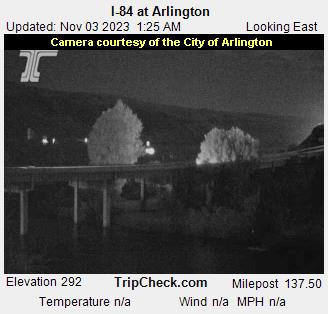 I-84 at Arlington
Updated: Nov 03 2023 1:25 AM Looking East
Camera courtesy of the City of Arlington
Elevation 292 TripCheck.com Milepost 137.50
Temperature n/a Wind n/a MPH n/a